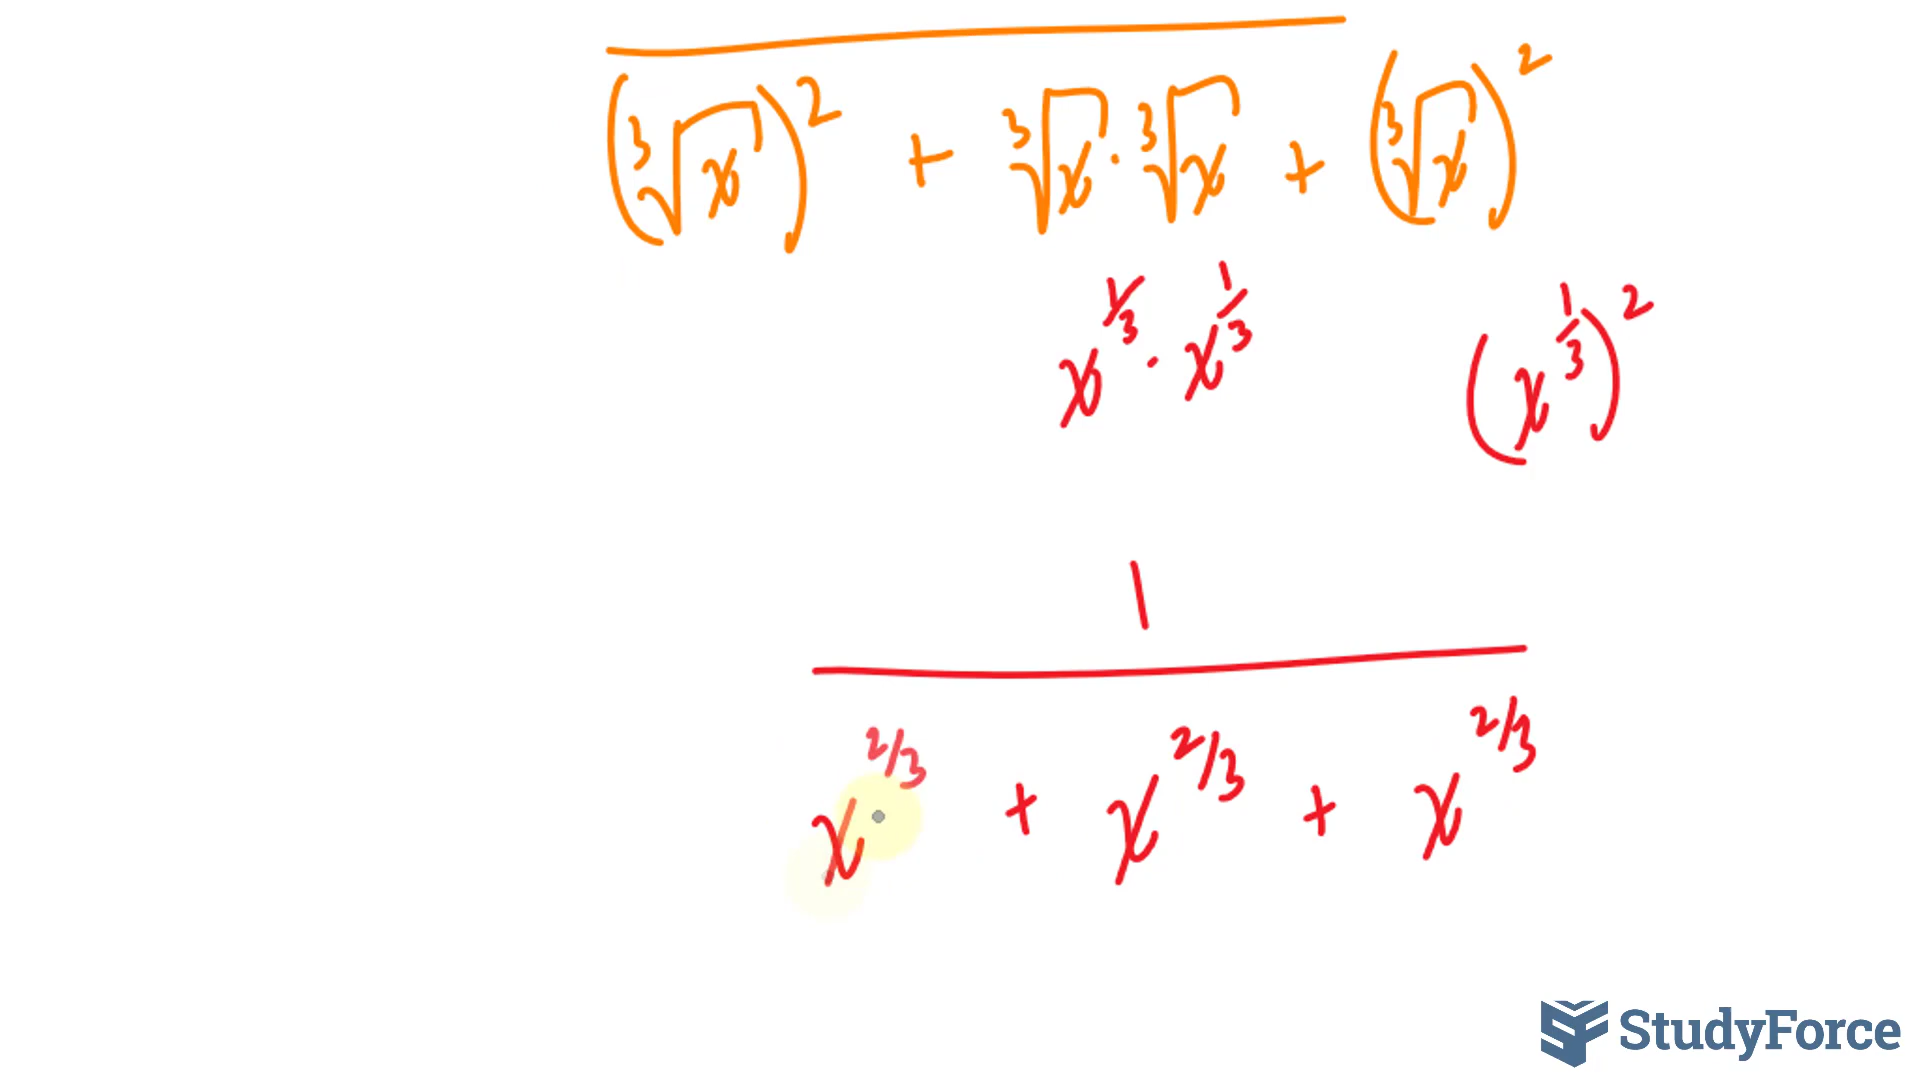 (∛x)² + ∛x · ∛x + (∛x)²
x^(1/3) · x^(1/3) (x^(1/3))²
1
x^(2/3) + x^(2/3) + x^(2/3)
StudyForce